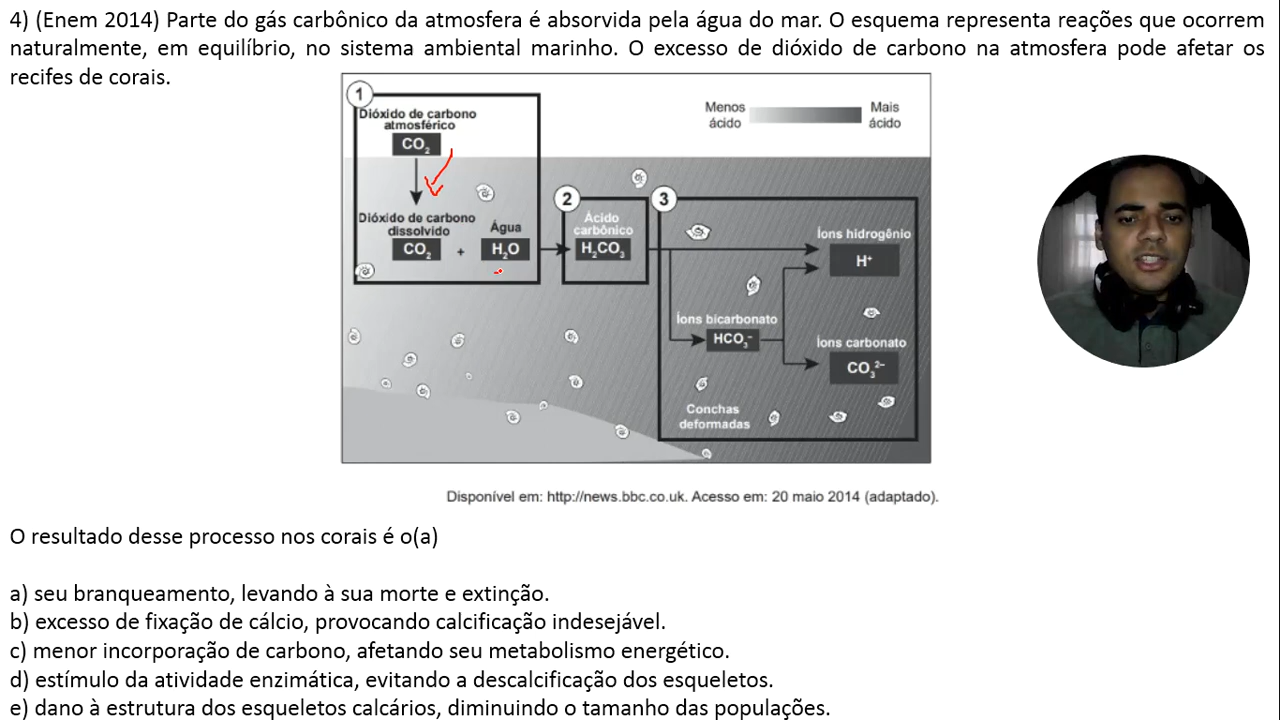 4) (Enem 2014) Parte do gás carbônico da atmosfera é absorvida pela água do mar. O esquema representa reações que ocorrem
naturalmente, em equilíbrio, no sistema ambiental marinho. O excesso de dióxido de carbono na atmosfera pode afetar os
recifes de corais.
1
Dióxido de carbono
atmosférico
CO₂
Menos
ácido
Mais
ácido
Dióxido de carbono
dissolvido
CO₂
+
Água
H₂O
2
Ácido
carbônico
H₂CO₃
3
Íons hidrogênio
H⁺
Íons bicarbonato
HCO₃⁻
Íons carbonato
CO₃²⁻
Conchas
deformadas
Disponível em: http://news.bbc.co.uk. Acesso em: 20 maio 2014 (adaptado).
O resultado desse processo nos corais é o(a)
a) seu branqueamento, levando à sua morte e extinção.
b) excesso de fixação de cálcio, provocando calcificação indesejável.
c) menor incorporação de carbono, afetando seu metabolismo energético.
d) estímulo da atividade enzimática, evitando a descalcificação dos esqueletos.
e) dano à estrutura dos esqueletos calcários, diminuindo o tamanho das populações.